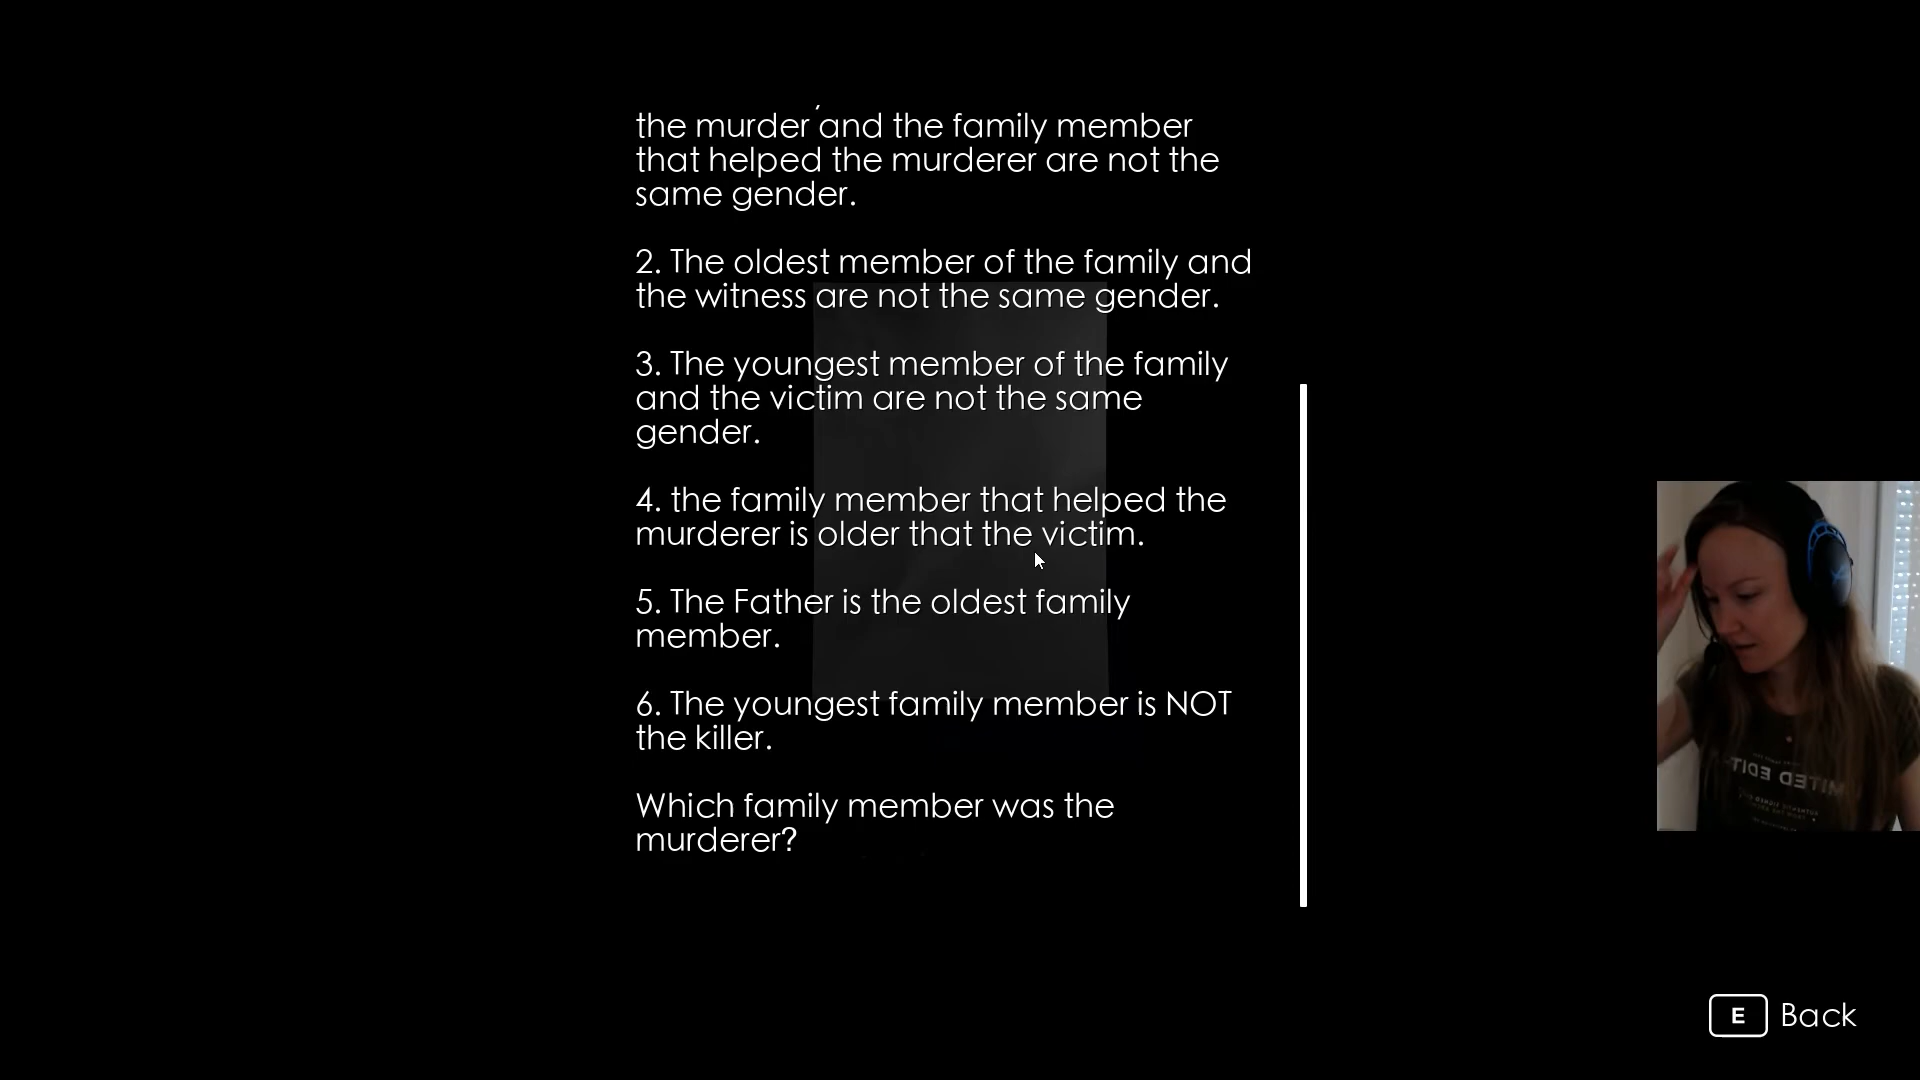 the murder and the family member
that helped the murderer are not the
same gender.
2. The oldest member of the family and
the witness are not the same gender.
3. The youngest member of the family
and the victim are not the same
gender.
4. the family member that helped the
murderer is older that the victim.
5. The Father is the oldest family
member.
6. The youngest family member is NOT
the killer.
Which family member was the
murderer?
E Back